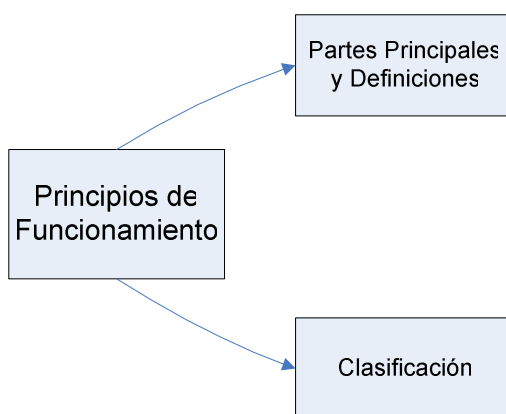 Partes Principales
y Definiciones
Principios de
Funcionamiento
Clasificación